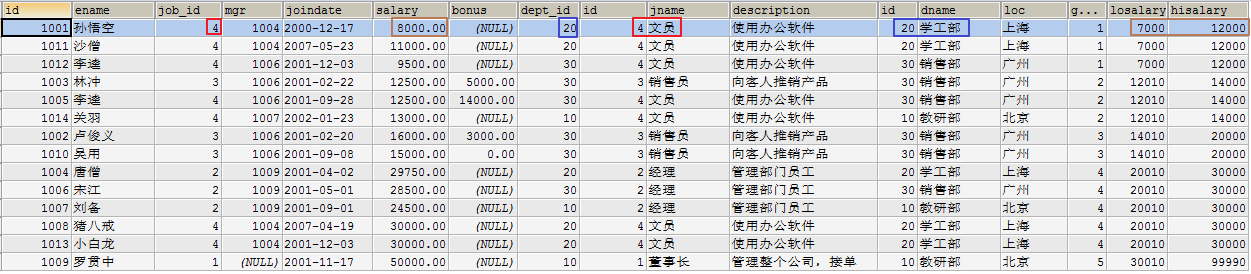 id ename job_id mgr joindate salary bonus dept_id id jname description id dname loc g... losalary hisalary
1001 孙悟空 4 1004 2000-12-17 8000.00 (NULL) 20 4 文员 使用办公软件 20 学工部 上海 1 7000 12000
1011 沙僧 4 1004 2007-05-23 11000.00 (NULL) 20 4 文员 使用办公软件 20 学工部 上海 1 7000 12000
1012 李逵 4 1006 2001-12-03 9500.00 (NULL) 30 4 文员 使用办公软件 30 销售部 广州 1 7000 12000
1003 林冲 3 1006 2001-02-22 12500.00 5000.00 30 3 销售员 向客人推销产品 30 销售部 广州 2 12010 14000
1005 李逵 4 1006 2001-09-28 12500.00 14000.00 30 4 文员 使用办公软件 30 销售部 广州 2 12010 14000
1014 关羽 4 1007 2002-01-23 13000.00 (NULL) 10 4 文员 使用办公软件 10 教研部 北京 2 12010 14000
1002 卢俊义 3 1006 2001-02-20 16000.00 3000.00 30 3 销售员 向客人推销产品 30 销售部 广州 3 14010 20000
1010 吴用 3 1006 2001-09-08 15000.00 0.00 30 3 销售员 向客人推销产品 30 销售部 广州 3 14010 20000
1004 唐僧 2 1009 2001-04-02 29750.00 (NULL) 20 2 经理 管理部门员工 20 学工部 上海 4 20010 30000
1006 宋江 2 1009 2001-05-01 28500.00 (NULL) 30 2 经理 管理部门员工 30 销售部 广州 4 20010 30000
1007 刘备 2 1009 2001-09-01 24500.00 (NULL) 10 2 经理 管理部门员工 10 教研部 北京 4 20010 30000
1008 猪八戒 4 1004 2007-04-19 30000.00 (NULL) 20 4 文员 使用办公软件 20 学工部 上海 4 20010 30000
1013 小白龙 4 1004 2001-12-03 30000.00 (NULL) 20 4 文员 使用办公软件 20 学工部 上海 4 20010 30000
1009 罗贯中 1 (NULL) 2001-11-17 50000.00 (NULL) 10 1 董事长 管理整个公司，接单 10 教研部 北京 5 30010 99990